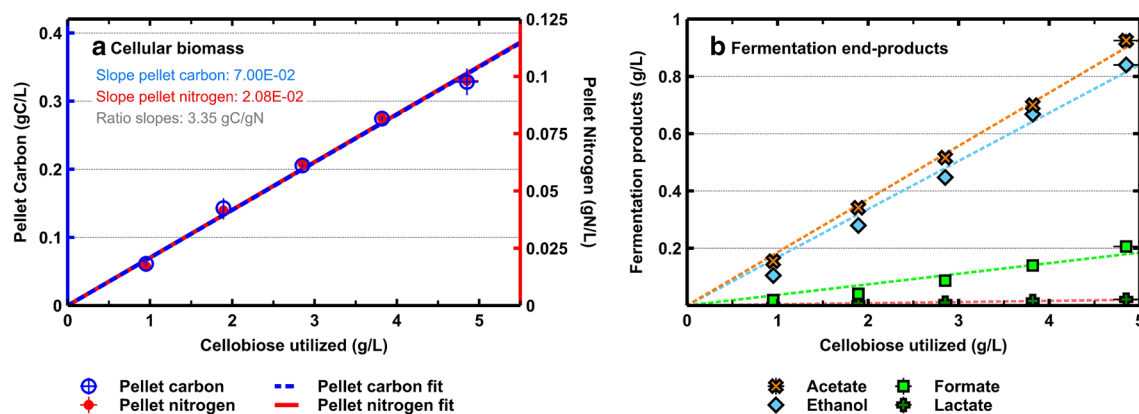 a Cellular biomass
Slope pellet carbon: 7.00E-02
Slope pellet nitrogen: 2.08E-02
Ratio slopes: 3.35 gC/gN
Pellet Carbon (gC/L)
0.4
0.3
0.2
0.1
0
Pellet Nitrogen (gN/L)
0.125
0.1
0.075
0.05
0.025
0
0 1 2 3 4 5
Cellobiose utilized (g/L)
Pellet carbon
Pellet nitrogen
Pellet carbon fit
Pellet nitrogen fit
b Fermentation end-products
Fermentation products (g/L)
1
0.8
0.6
0.4
0.2
0 1 2 3 4 5
Cellobiose utilized (g/L)
Acetate
Ethanol
Formate
Lactate